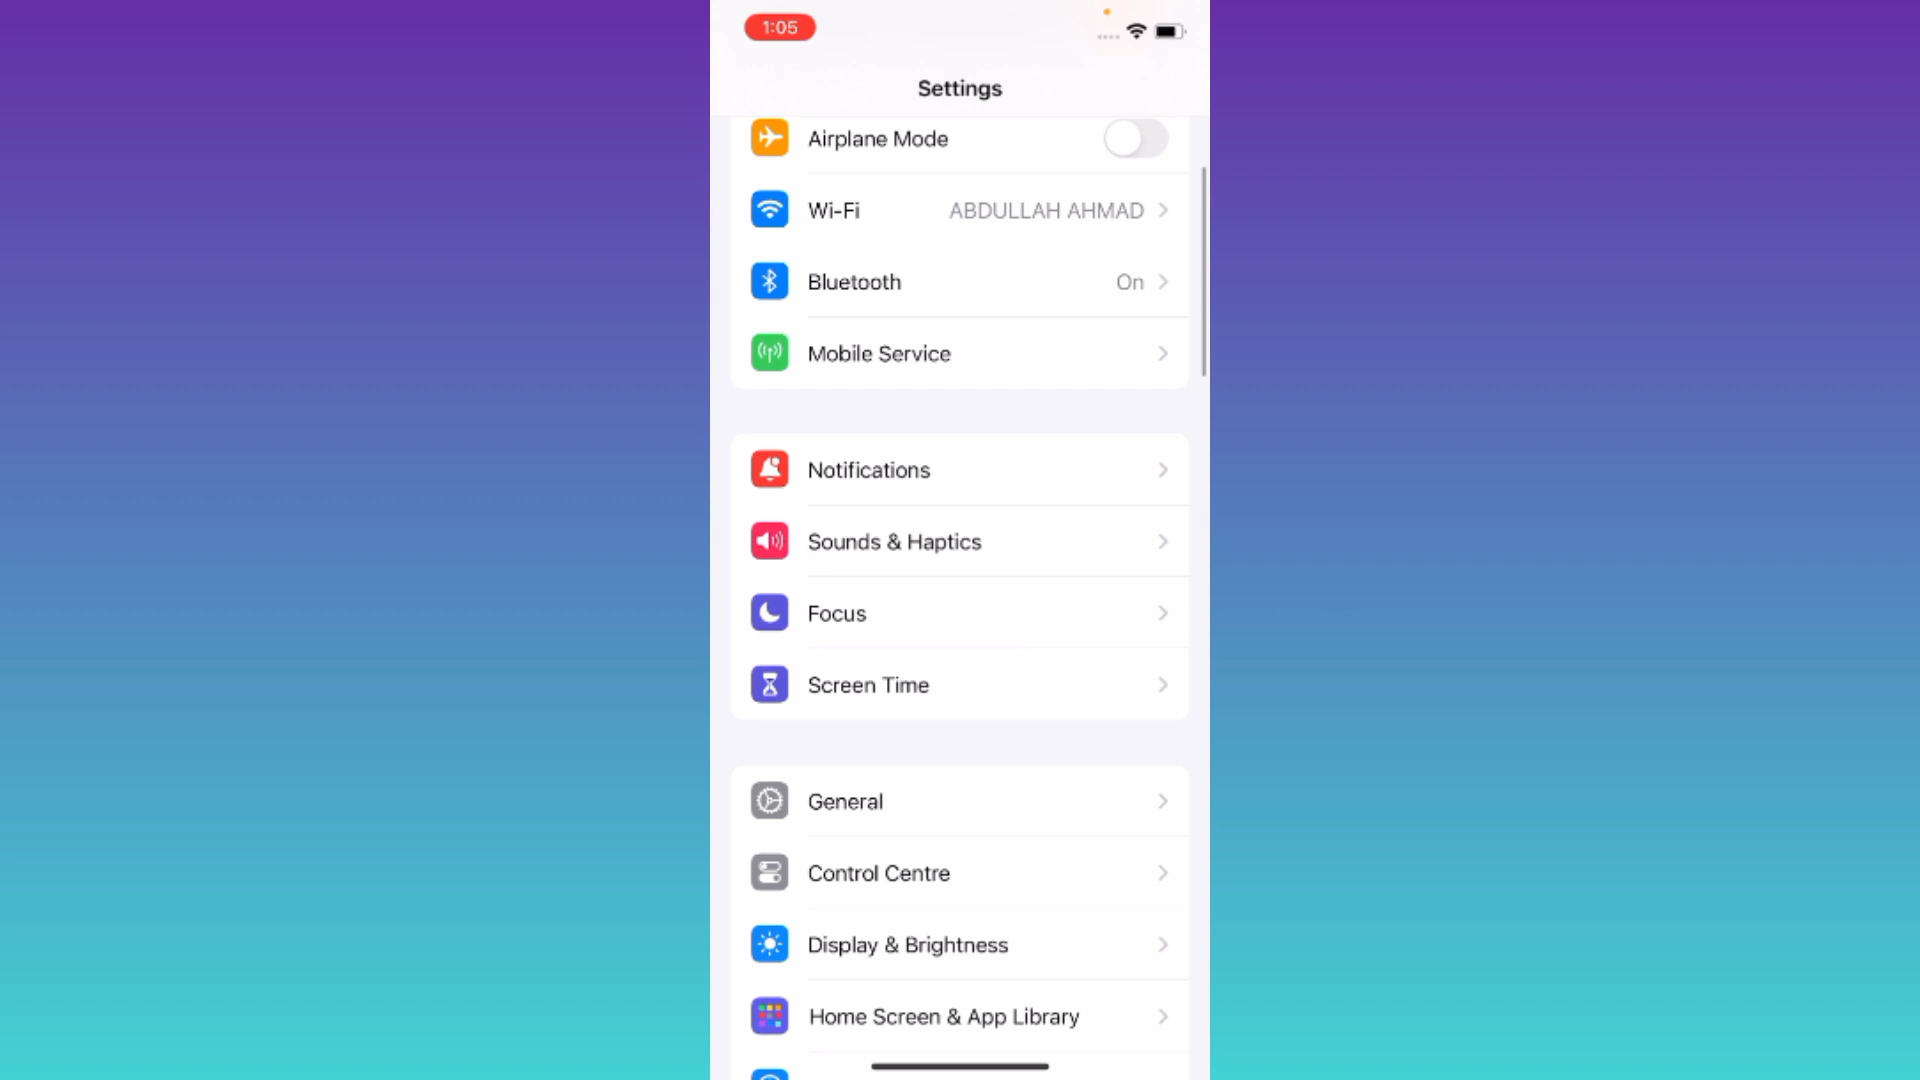 1:05
Settings
Airplane Mode
Wi-Fi ABDULLAH AHMAD
Bluetooth On
Mobile Service
Notifications
Sounds & Haptics
Focus
Screen Time
General
Control Centre
Display & Brightness
Home Screen & App Library